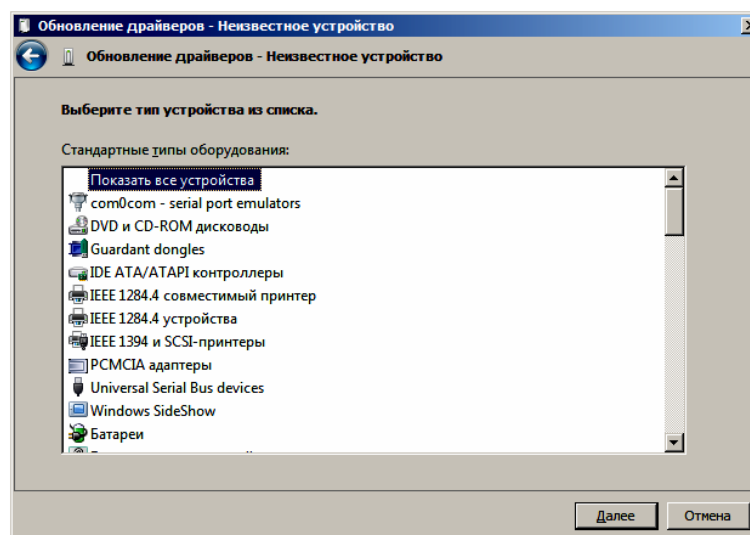 Обновление драйверов - Неизвестное устройство
Обновление драйверов - Неизвестное устройство
Выберите тип устройства из списка.
Стандартные типы оборудования:
Показать все устройства
com0com - serial port emulators
DVD и CD-ROM дисководы
Guardant dongles
IDE ATA/ATAPI контроллеры
IEEE 1284.4 совместимый принтер
IEEE 1284.4 устройства
IEEE 1394 и SCSI-принтеры
PCMCIA адаптеры
Universal Serial Bus devices
Windows SideShow
Батареи
Далее Отмена